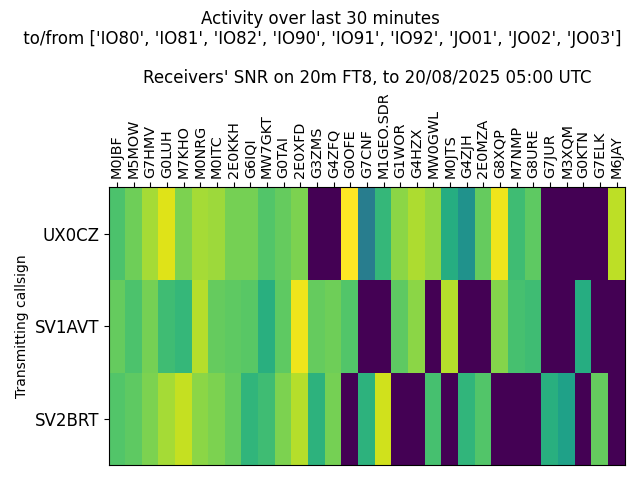 Activity over last 30 minutes
to/from ['IO80', 'IO81', 'IO82', 'IO90', 'IO91', 'IO92', 'JO01', 'JO02', 'JO03']
Receivers' SNR on 20m FT8, to 20/08/2025 05:00 UTC
M0JBF
M5MOW
G7HMV
G0LUH
M7KHO
M0NRG
M0ITC
2E0KKH
G6IQI
MW7GKT
G0TAI
2E0XFD
G3ZMS
G4ZFQ
G0OFE
G7CNF
M1GEO.SDR
G1WOR
G4HZX
MW0GWL
M0JTS
G4ZJH
2E0MZA
G8XQP
M7NMP
G8URE
G7JUR
M3XQM
G0KTN
G7ELK
M6JAY
Transmitting callsign
UX0CZ
SV1AVT
SV2BRT